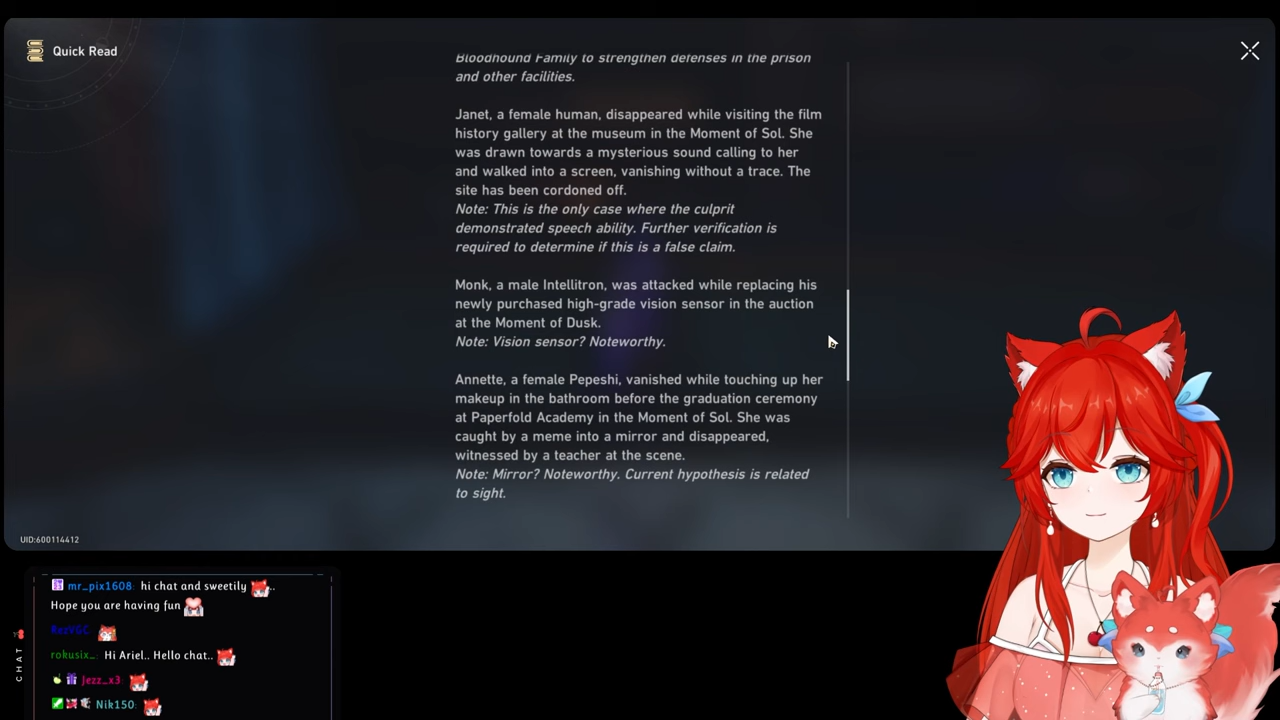 Quick Read
Bloodhound Family to strengthen defenses in the prison
and other facilities.
Janet, a female human, disappeared while visiting the film
history gallery at the museum in the Moment of Sol. She
was drawn towards a mysterious sound calling to her
and walked into a screen, vanishing without a trace. The
site has been cordoned off.
Note: This is the only case where the culprit
demonstrated speech ability. Further verification is
required to determine if this is a false claim.
Monk, a male Intellitron, was attacked while replacing his
newly purchased high-grade vision sensor in the auction
at the Moment of Dusk.
Note: Vision sensor? Noteworthy.
Annette, a female Pepeshi, vanished while touching up her
makeup in the bathroom before the graduation ceremony
at Paperfold Academy in the Moment of Sol. She was
caught by a meme into a mirror and disappeared,
witnessed by a teacher at the scene.
Note: Mirror? Noteworthy. Current hypothesis is related
to sight.
UID:600114412
CHAT
mr_pix1608: hi chat and sweetily ..
Hope you are having fun
rokusix_: Hi Ariel.. Hello chat..
Jezz_x3:
Nik150: